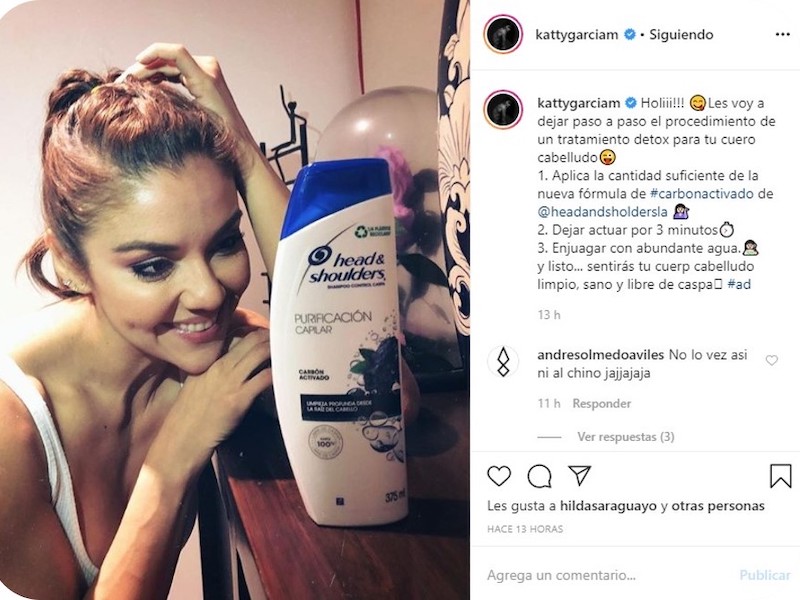 kattygarciam • Siguiendo
kattygarciam Holiii!!! 😋Les voy a
dejar paso a paso el procedimiento de
un tratamiento detox para tu cuero
cabelludo😜
1. Aplica la cantidad suficiente de la
nueva fórmula de #carbonactivado de
@headandsholdersla 💆🏻‍♀️
2. Dejar actuar por 3 minutos⏱
3. Enjuagar con abundante agua.💆🏻
y listo... sentirás tu cuerp cabelludo
limpio, sano y libre de caspa▯ #ad
13 h
andresolmedoaviles No lo vez asi
ni al chino jajjajaja
11 h Responder
Ver respuestas (3)
Les gusta a hildasaraguayo y otras personas
HACE 13 HORAS
Agrega un comentario... Publicar
head&
shoulders
SHAMPOO CONTROL CASPA
PURIFICACIÓN
CAPILAR
CARBÓN
ACTIVADO
LIMPIEZA PROFUNDA DESDE
LA RAÍZ DEL CABELLO
100%
375 ml